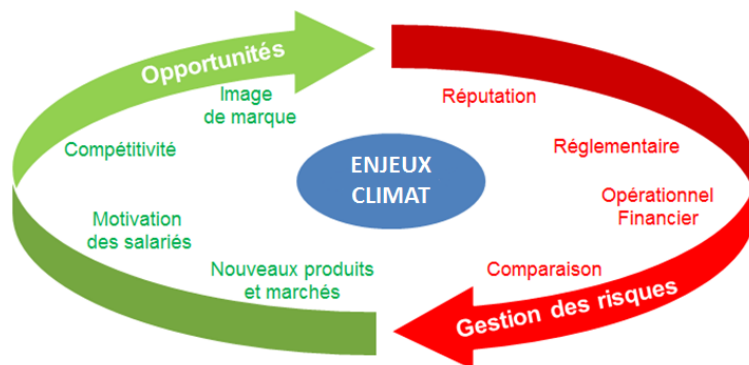 Opportunités
Image
de marque
Compétitivité
Motivation
des salariés
Nouveaux produits
et marchés
ENJEUX
CLIMAT
Réputation
Réglementaire
Opérationnel
Financier
Comparaison
Gestion des risques